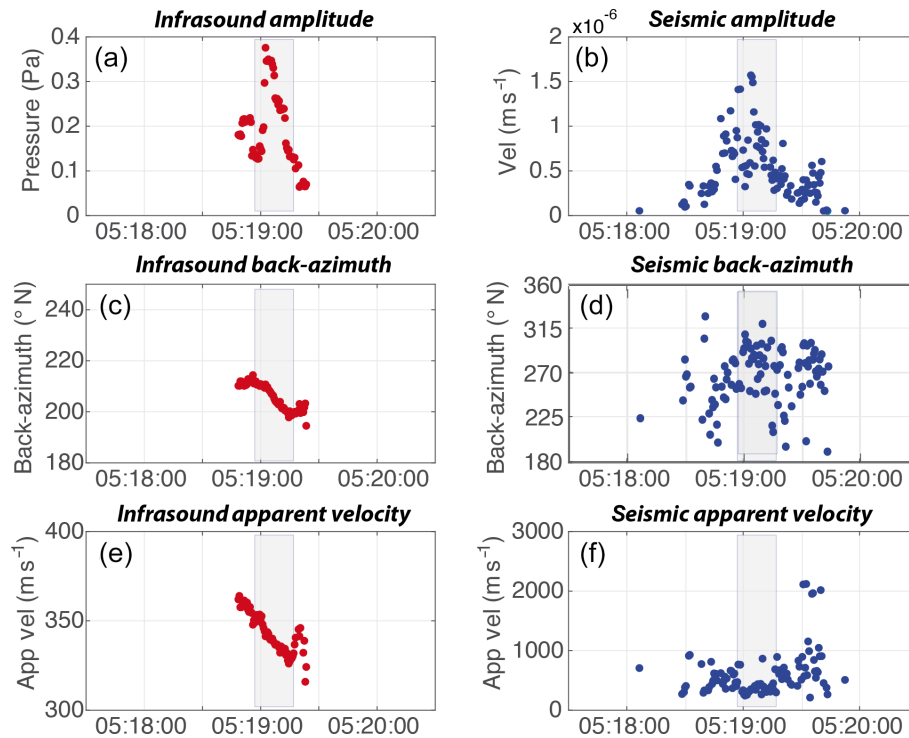 Infrasound amplitude
(a)
Pressure (Pa)
0.4
0.3
0.2
0.1
0
05:18:00 05:19:00 05:20:00
Seismic amplitude
×10⁻⁶
(b)
Vel (m s⁻¹)
2
1.5
1
0.5
0
05:18:00 05:19:00 05:20:00
Infrasound back-azimuth
(c)
Back-azimuth (° N)
240
220
200
180
05:18:00 05:19:00 05:20:00
Seismic back-azimuth
(d)
Back-azimuth (° N)
360
315
270
225
180
05:18:00 05:19:00 05:20:00
Infrasound apparent velocity
(e)
App vel (m s⁻¹)
400
350
300
05:18:00 05:19:00 05:20:00
Seismic apparent velocity
(f)
App vel (m s⁻¹)
3000
2000
1000
0
05:18:00 05:19:00 05:20:00